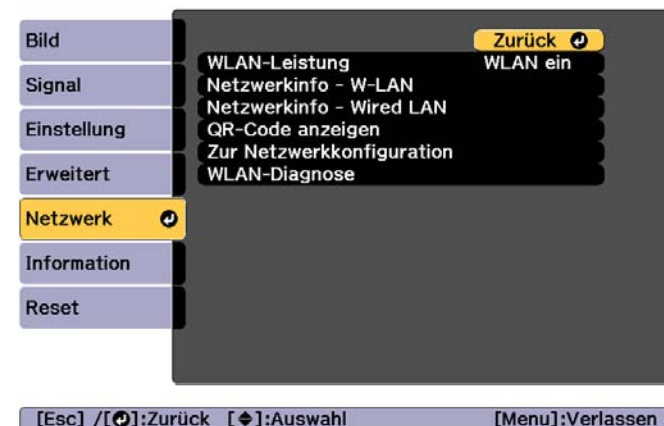 Bild
Signal
Einstellung
Erweitert
Netzwerk
Information
Reset
Zurück
WLAN-Leistung WLAN ein
Netzwerkinfo - W-LAN
Netzwerkinfo - Wired LAN
QR-Code anzeigen
Zur Netzwerkkonfiguration
WLAN-Diagnose
[Esc] /[⏎]:Zurück [◆]:Auswahl [Menu]:Verlassen